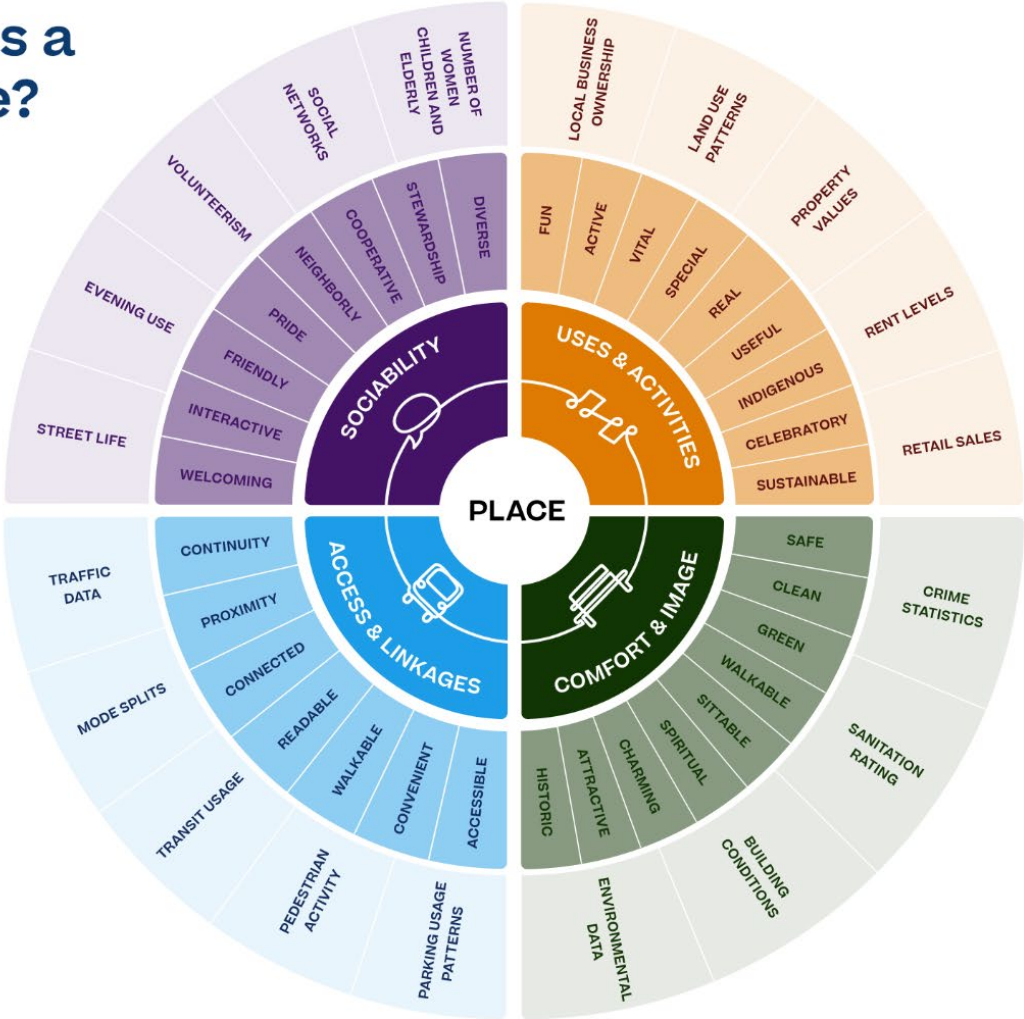 s a
e?
NUMBER OF
WOMEN
CHILDREN AND
ELDERLY
SOCIAL
NETWORKS
VOLUNTEERISM
EVENING USE
STREET LIFE
DIVERSE
STEWARDSHIP
COOPERATIVE
NEIGHBORLY
PRIDE
FRIENDLY
INTERACTIVE
WELCOMING
SOCIABILITY
LOCAL BUSINESS
OWNERSHIP
LAND USE
PATTERNS
PROPERTY
VALUES
RENT LEVELS
RETAIL SALES
FUN
ACTIVE
VITAL
SPECIAL
REAL
USEFUL
INDIGENOUS
CELEBRATORY
SUSTAINABLE
USES & ACTIVITIES
PLACE
ACCESS & LINKAGES
CONTINUITY
PROXIMITY
CONNECTED
READABLE
WALKABLE
CONVENIENT
ACCESSIBLE
TRAFFIC
DATA
MODE SPLITS
TRANSIT USAGE
PEDESTRIAN
ACTIVITY
PARKING USAGE
PATTERNS
COMFORT & IMAGE
SAFE
CLEAN
GREEN
WALKABLE
SITTABLE
SPIRITUAL
CHARMING
ATTRACTIVE
HISTORIC
CRIME
STATISTICS
SANITATION
RATING
BUILDING
CONDITIONS
ENVIRONMENTAL
DATA